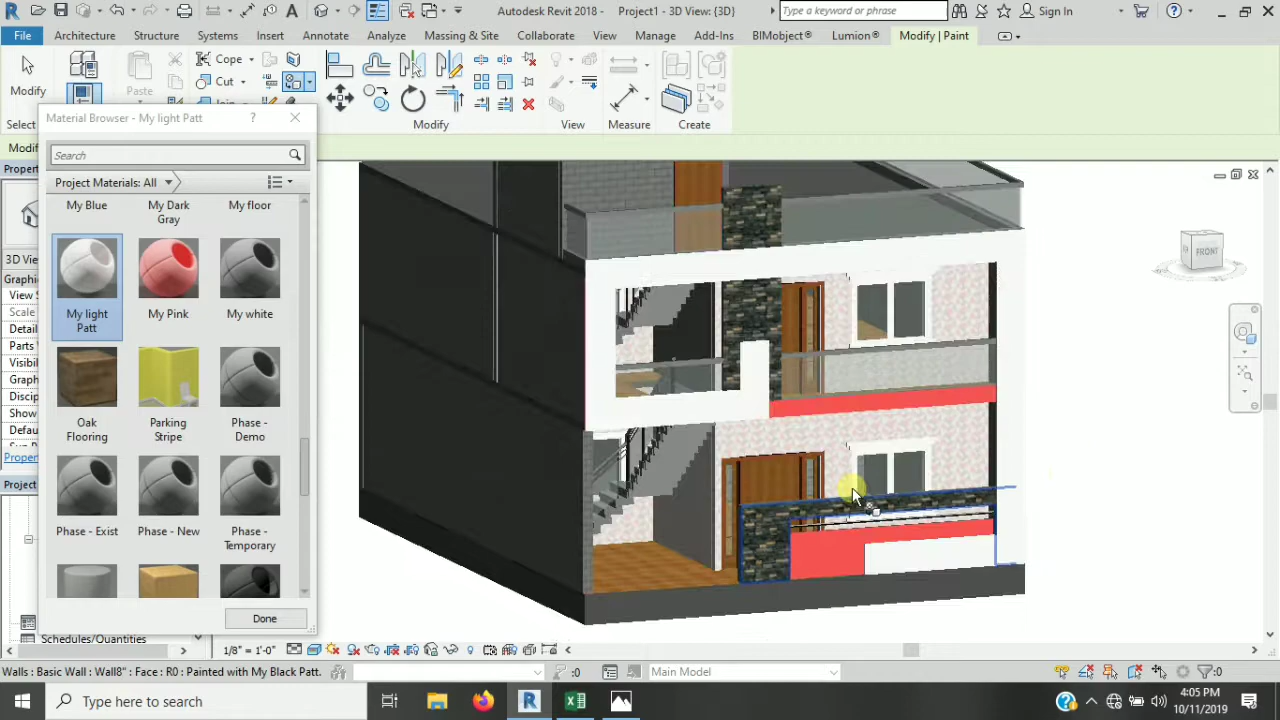 Autodesk Revit 2018 - Project1 - 3D View: {3D}
Type a keyword or phrase
Sign In
File Architecture Structure Systems Insert Annotate Analyze Massing & Site Collaborate View Manage Add-Ins BIMobject® Lumion® Modify | Paint
Cope
Cut
Modify Paste
Select Modify View Measure Create
Material Browser - My light Patt
Search
Project Materials: All
My Blue My Dark Gray My floor
My light Patt My Pink My white
Oak Flooring Parking Stripe Phase - Demo
Phase - Exist Phase - New Phase - Temporary
Done
Schedules/Quantities
FRONT
1/8" = 1'-0"
Walls : Basic Wall : Wall8" : Face : R0 : Painted with My Black Patt.
:0
Main Model
:0
Type here to search
4:05 PM
10/11/2019